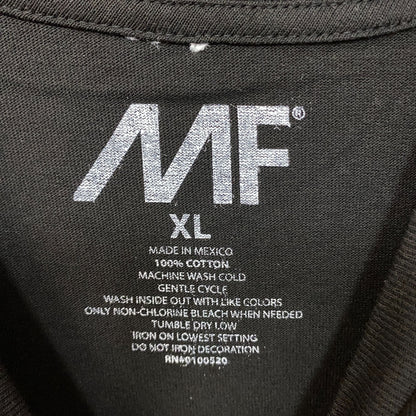 MF®
XL
MADE IN MEXICO
100% COTTON
MACHINE WASH COLD
GENTLE CYCLE
WASH INSIDE OUT WITH LIKE COLORS
ONLY NON-CHLORINE BLEACH WHEN NEEDED
TUMBLE DRY LOW
IRON ON LOWEST SETTING
DO NOT IRON DECORATION